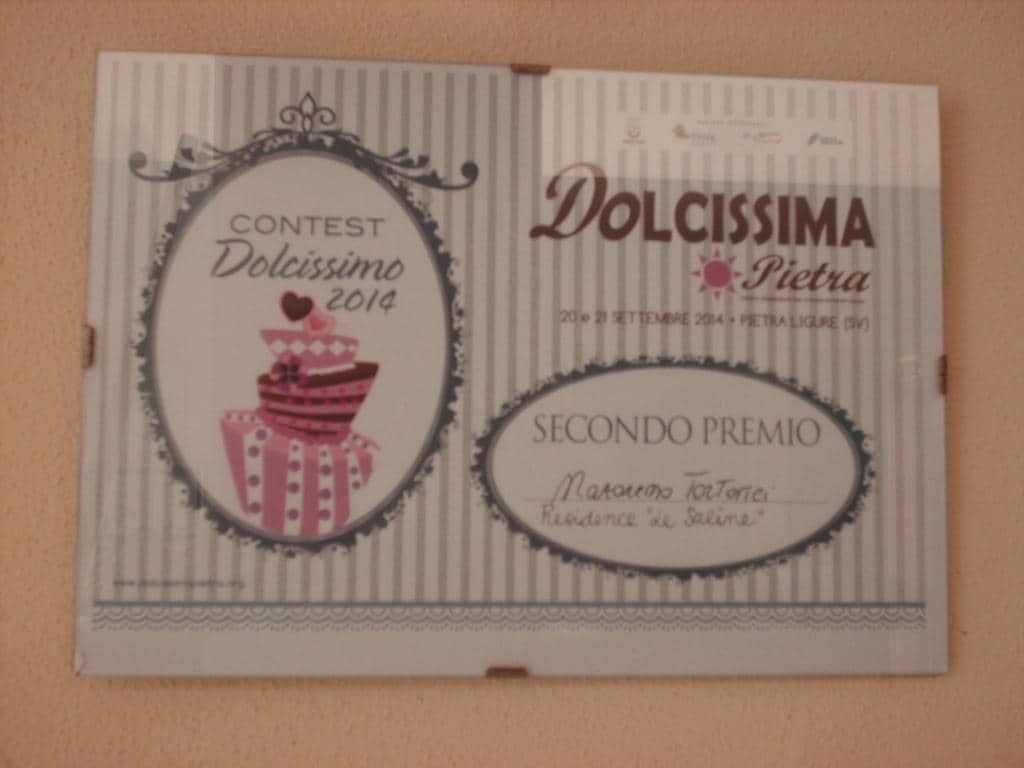 CONTEST
Dolcissimo
2014
DOLCISSIMA
Pietra
20 e 21 SETTEMBRE 2014 • PIETRA LIGURE (SV)
SECONDO PREMIO
Residence "Le Saline"